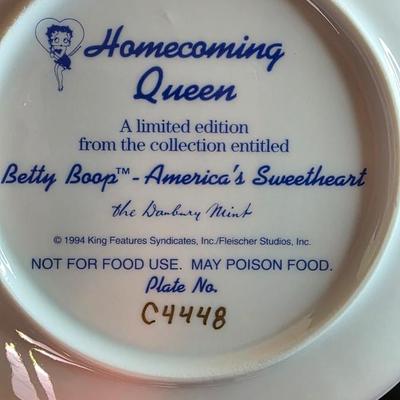 Homecoming
Queen
A limited edition
from the collection entitled
Betty Boop™ - America's Sweetheart
the Danbury Mint
© 1994 King Features Syndicates, Inc./Fleischer Studios, Inc.
NOT FOR FOOD USE. MAY POISON FOOD.
Plate No.
C4448